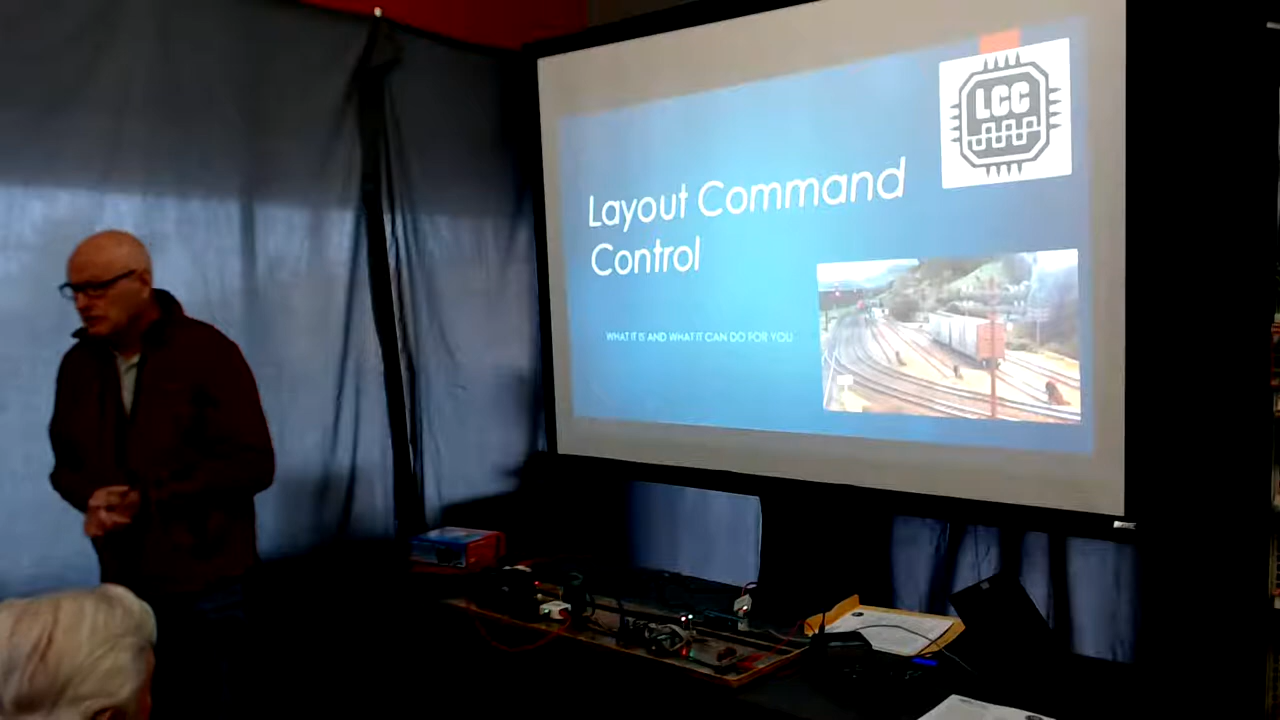 LCC
Layout Command
Control
WHAT IT IS AND WHAT IT CAN DO FOR YOU